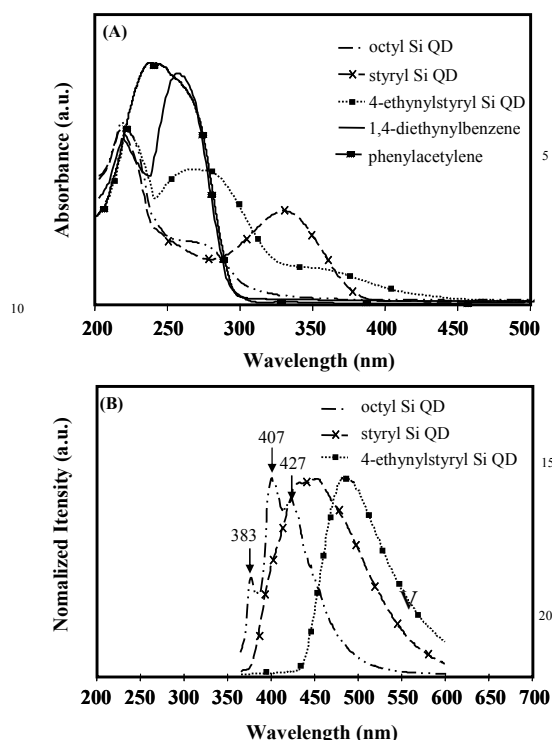 (A)
octyl Si QD
styryl Si QD
4-ethynylstyryl Si QD
1,4-diethynylbenzene
phenylacetylene
5
Absorbance (a.u.)
10
200 250 300 350 400 450 500
Wavelength (nm)
(B)
octyl Si QD
styryl Si QD
4-ethynylstyryl Si QD
407
427
383
15
V
20
Nomalized Itensity (a.u.)
200 250 300 350 400 450 500 550 600 650 700
Wavelength (nm)